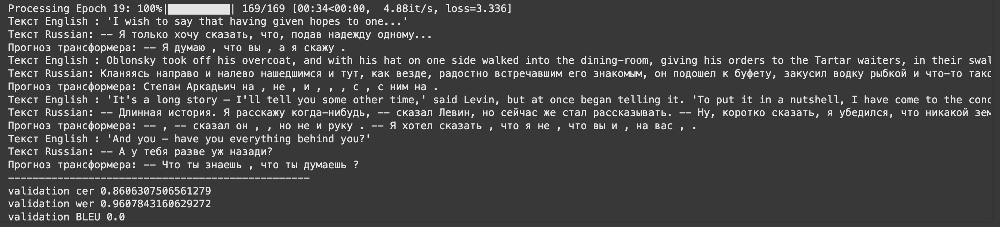 Processing Epoch 19: 100%|██████████| 169/169 [00:34<00:00,  4.88it/s, loss=3.336]
Текст English : 'I wish to say that having given hopes to one...'
Текст Russian: -- Я только хочу сказать, что, подав надежду одному...
Прогноз трансформера: -- Я думаю , что вы , а я скажу .
Текст English : Oblonsky took off his overcoat, and with his hat on one side walked into the dining-room, giving his orders to the Tartar waiters, in their swal
Текст Russian: Кланяясь направо и налево нашедшимся и тут, как везде, радостно встречавшим его знакомым, он подошел к буфету, закусил водку рыбкой и что-то тако
Прогноз трансформера: Степан Аркадьич на , не , и , , , с , с ним на .
Текст English : 'It's a long story — I'll tell you some other time,' said Levin, but at once began telling it. 'To put it in a nutshell, I have come to the conc
Текст Russian: -- Длинная история. Я расскажу когда-нибудь, -- сказал Левин, но сейчас же стал рассказывать. -- Ну, коротко сказать, я убедился, что никакой зем
Прогноз трансформера: -- , -- сказал он , , но не и руку . -- Я хотел сказать , что я не , что вы и , на вас , .
Текст English : 'And you — have you everything behind you?'
Текст Russian: -- А у тебя разве уж назади?
Прогноз трансформера: -- Что ты знаешь , что ты думаешь ?
-------------------------------------------------
validation cer 0.8606307506561279
validation wer 0.9607843160629272
validation BLEU 0.0